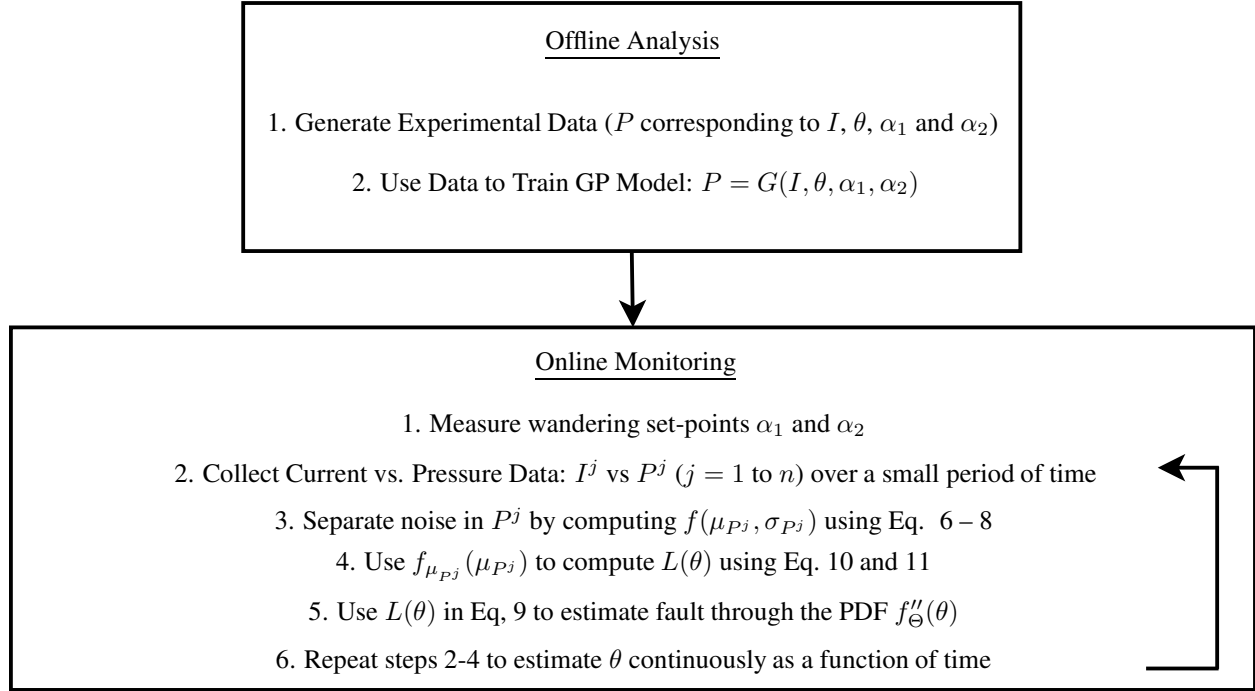 Offline Analysis
1. Generate Experimental Data (P corresponding to I, θ, α₁ and α₂)
2. Use Data to Train GP Model: P = G(I, θ, α₁, α₂)
Online Monitoring
1. Measure wandering set-points α₁ and α₂
2. Collect Current vs. Pressure Data: I^j vs P^j (j = 1 to n) over a small period of time
3. Separate noise in P^j by computing f(μ_{P^j}, σ_{P^j}) using Eq. 6 – 8
4. Use f_{μ_{P^j}}(μ_{P^j}) to compute L(θ) using Eq. 10 and 11
5. Use L(θ) in Eq, 9 to estimate fault through the PDF f''_Θ(θ)
6. Repeat steps 2-4 to estimate θ continuously as a function of time